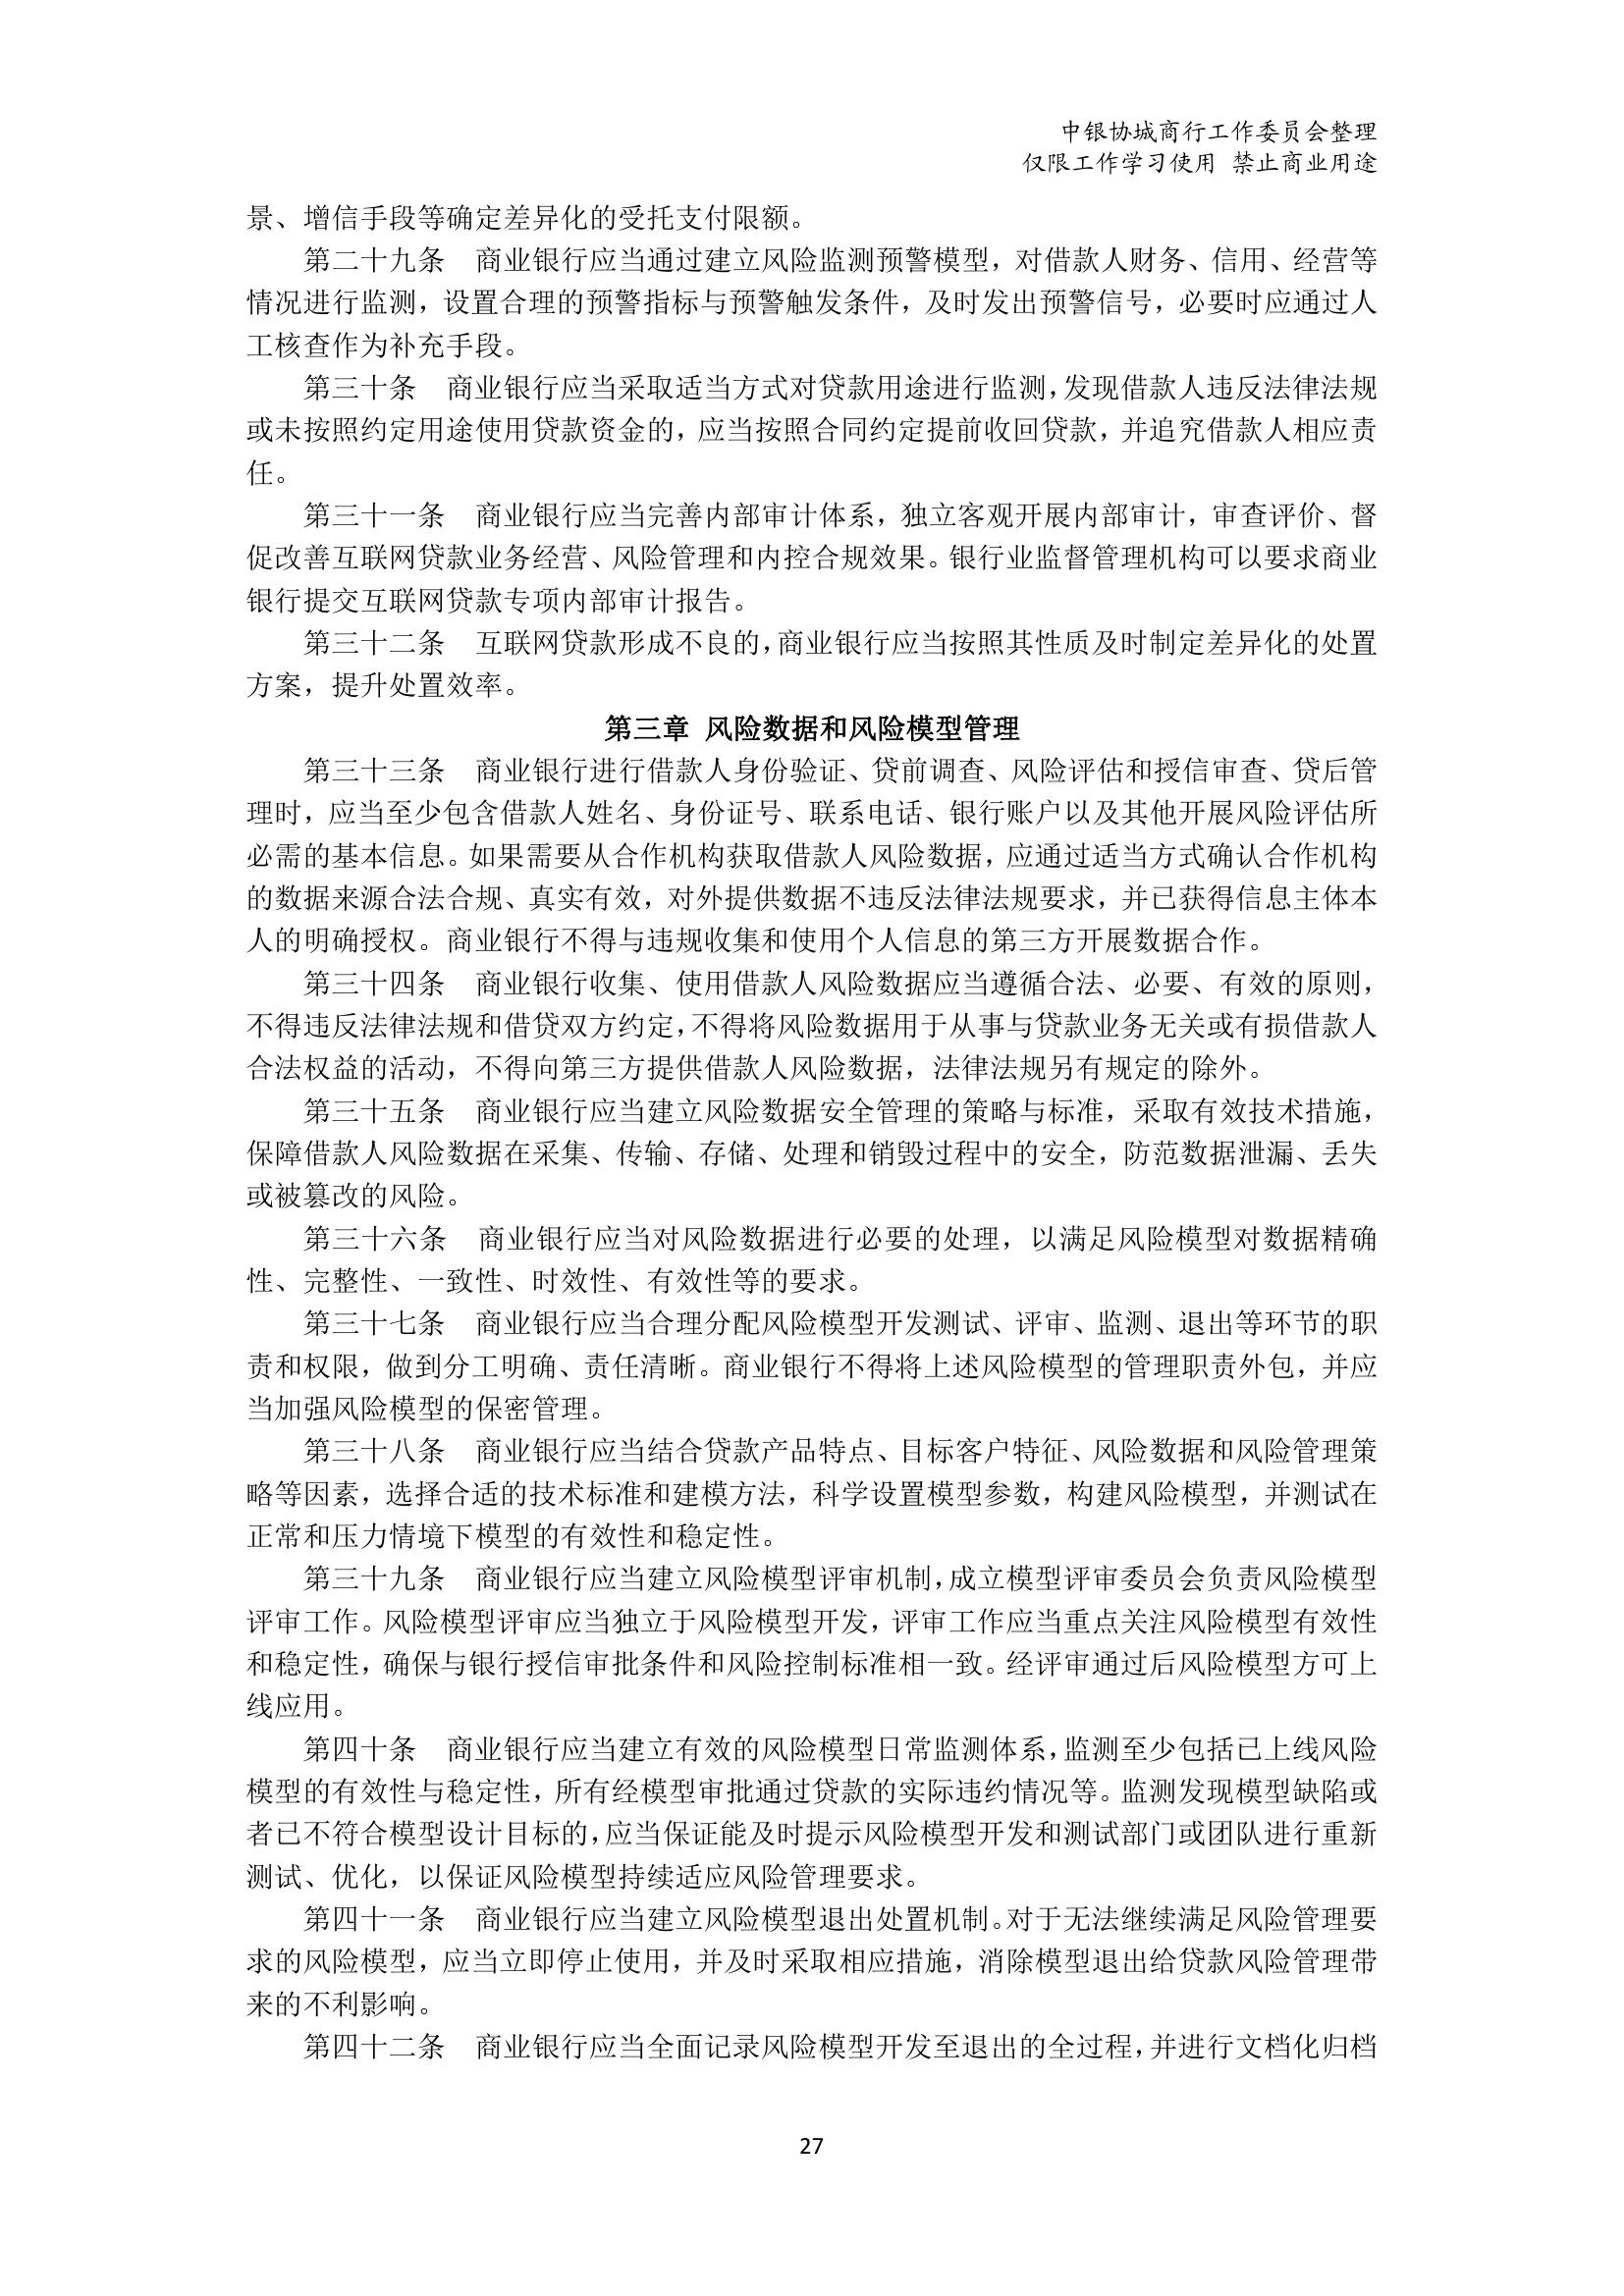 中银协城商行工作委员会整理
仅限工作学习使用 禁止商业用途
景、增信手段等确定差异化的受托支付限额。
第二十九条　商业银行应当通过建立风险监测预警模型，对借款人财务、信用、经营等
情况进行监测，设置合理的预警指标与预警触发条件，及时发出预警信号，必要时应通过人
工核查作为补充手段。
第三十条　商业银行应当采取适当方式对贷款用途进行监测，发现借款人违反法律法规
或未按照约定用途使用贷款资金的，应当按照合同约定提前收回贷款，并追究借款人相应责
任。
第三十一条　商业银行应当完善内部审计体系，独立客观开展内部审计，审查评价、督
促改善互联网贷款业务经营、风险管理和内控合规效果。银行业监督管理机构可以要求商业
银行提交互联网贷款专项内部审计报告。
第三十二条　互联网贷款形成不良的，商业银行应当按照其性质及时制定差异化的处置
方案，提升处置效率。
第三章 风险数据和风险模型管理
第三十三条　商业银行进行借款人身份验证、贷前调查、风险评估和授信审查、贷后管
理时，应当至少包含借款人姓名、身份证号、联系电话、银行账户以及其他开展风险评估所
必需的基本信息。如果需要从合作机构获取借款人风险数据，应通过适当方式确认合作机构
的数据来源合法合规、真实有效，对外提供数据不违反法律法规要求，并已获得信息主体本
人的明确授权。商业银行不得与违规收集和使用个人信息的第三方开展数据合作。
第三十四条　商业银行收集、使用借款人风险数据应当遵循合法、必要、有效的原则，
不得违反法律法规和借贷双方约定，不得将风险数据用于从事与贷款业务无关或有损借款人
合法权益的活动，不得向第三方提供借款人风险数据，法律法规另有规定的除外。
第三十五条　商业银行应当建立风险数据安全管理的策略与标准，采取有效技术措施，
保障借款人风险数据在采集、传输、存储、处理和销毁过程中的安全，防范数据泄漏、丢失
或被篡改的风险。
第三十六条　商业银行应当对风险数据进行必要的处理，以满足风险模型对数据精确
性、完整性、一致性、时效性、有效性等的要求。
第三十七条　商业银行应当合理分配风险模型开发测试、评审、监测、退出等环节的职
责和权限，做到分工明确、责任清晰。商业银行不得将上述风险模型的管理职责外包，并应
当加强风险模型的保密管理。
第三十八条　商业银行应当结合贷款产品特点、目标客户特征、风险数据和风险管理策
略等因素，选择合适的技术标准和建模方法，科学设置模型参数，构建风险模型，并测试在
正常和压力情境下模型的有效性和稳定性。
第三十九条　商业银行应当建立风险模型评审机制，成立模型评审委员会负责风险模型
评审工作。风险模型评审应当独立于风险模型开发，评审工作应当重点关注风险模型有效性
和稳定性，确保与银行授信审批条件和风险控制标准相一致。经评审通过后风险模型方可上
线应用。
第四十条　商业银行应当建立有效的风险模型日常监测体系，监测至少包括已上线风险
模型的有效性与稳定性，所有经模型审批通过贷款的实际违约情况等。监测发现模型缺陷或
者已不符合模型设计目标的，应当保证能及时提示风险模型开发和测试部门或团队进行重新
测试、优化，以保证风险模型持续适应风险管理要求。
第四十一条　商业银行应当建立风险模型退出处置机制。对于无法继续满足风险管理要
求的风险模型，应当立即停止使用，并及时采取相应措施，消除模型退出给贷款风险管理带
来的不利影响。
第四十二条　商业银行应当全面记录风险模型开发至退出的全过程，并进行文档化归档
27